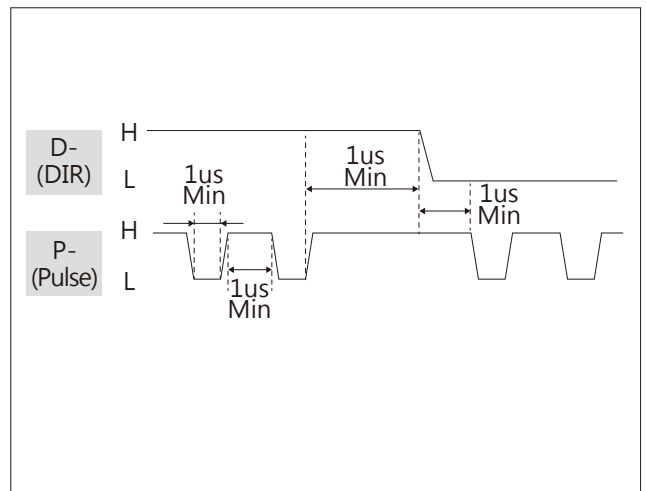 D-
(DIR)
H
L
1us
Min
1us
Min
1us
Min
P-
(Pulse)
H
L
1us
Min